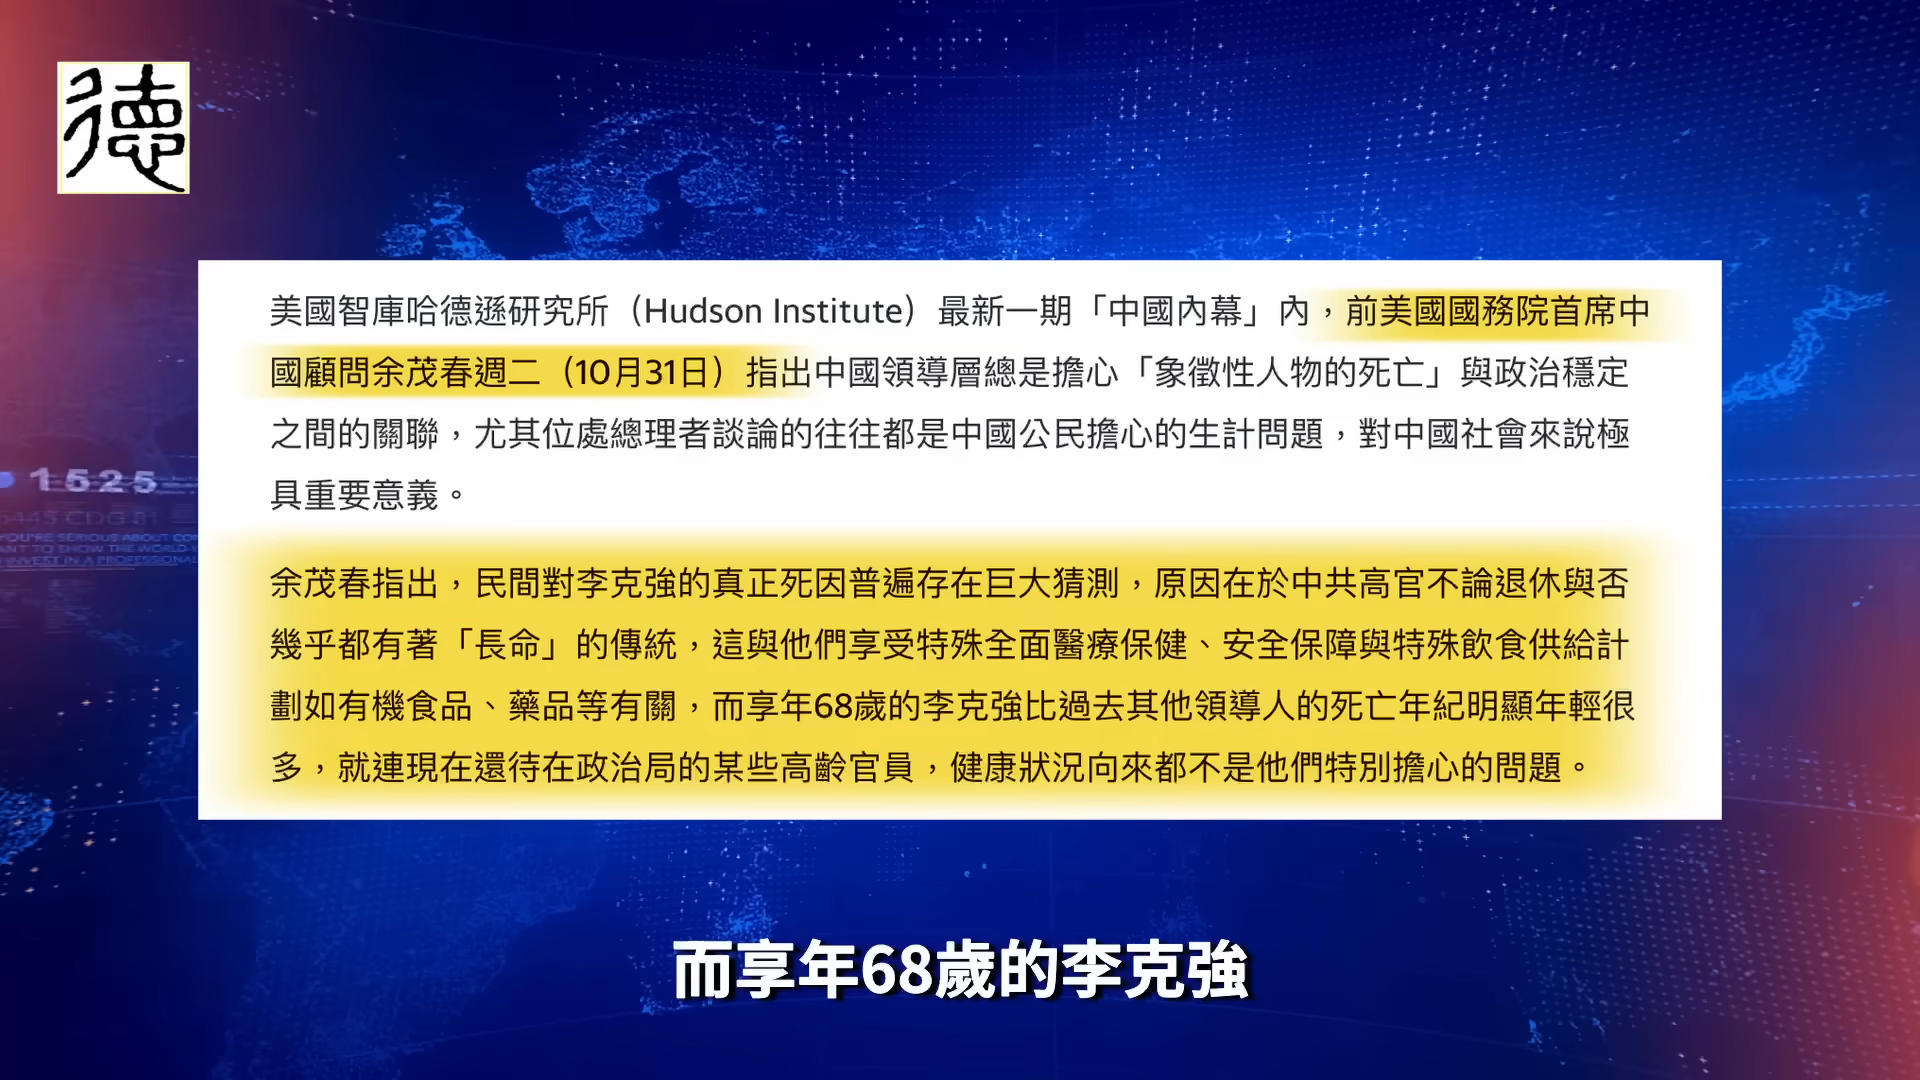 德
美國智庫哈德遜研究所（Hudson Institute）最新一期「中國內幕」內，前美國國務院首席中
國顧問余茂春週二（10月31日）指出中國領導層總是擔心「象徵性人物的死亡」與政治穩定
之間的關聯，尤其位處總理者談論的往往都是中國公民擔心的生計問題，對中國社會來說極
具重要意義。
余茂春指出，民間對李克強的真正死因普遍存在巨大猜測，原因在於中共高官不論退休與否
幾乎都有著「長命」的傳統，這與他們享受特殊全面醫療保健、安全保障與特殊飲食供給計
劃如有機食品、藥品等有關，而享年68歲的李克強比過去其他領導人的死亡年紀明顯年輕很
多，就連現在還待在政治局的某些高齡官員，健康狀況向來都不是他們特別擔心的問題。
1525
YOU'RE SERIOUS ABOUT
TO SHOW THE WORLD
INVEST IN A PROFESSIONAL
而享年68歲的李克強